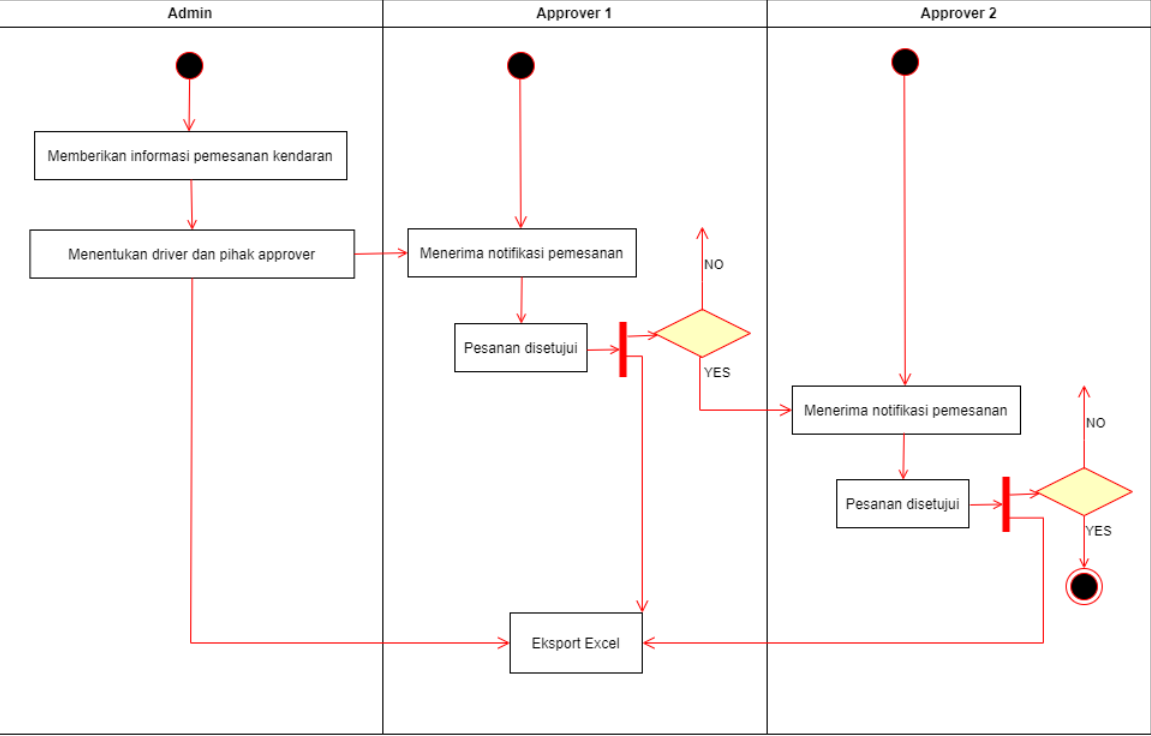 Admin
Approver 1
Approver 2
Memberikan informasi pemesanan kendaran
Menentukan driver dan pihak approver
Menerima notifikasi pemesanan
NO
Pesanan disetujui
YES
Menerima notifikasi pemesanan
NO
Pesanan disetujui
YES
Eksport Excel